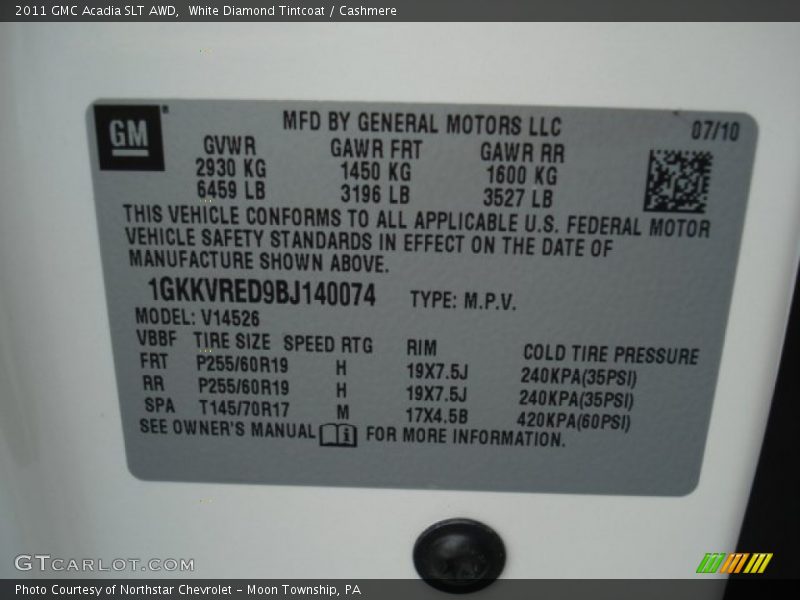 2011 GMC Acadia SLT AWD, White Diamond Tintcoat / Cashmere
GM
MFD BY GENERAL MOTORS LLC 07/10
GVWR GAWR FRT GAWR RR
2930 KG 1450 KG 1600 KG
6459 LB 3196 LB 3527 LB
THIS VEHICLE CONFORMS TO ALL APPLICABLE U.S. FEDERAL MOTOR
VEHICLE SAFETY STANDARDS IN EFFECT ON THE DATE OF
MANUFACTURE SHOWN ABOVE.
1GKKVRED9BJ140074 TYPE: M.P.V.
MODEL: V14526
VBBF TIRE SIZE SPEED RTG RIM COLD TIRE PRESSURE
FRT P255/60R19 H 19X7.5J 240KPA(35PSI)
RR P255/60R19 H 19X7.5J 240KPA(35PSI)
SPA T145/70R17 M 17X4.5B 420KPA(60PSI)
SEE OWNER'S MANUAL i FOR MORE INFORMATION.
GTCARLOT.COM
Photo Courtesy of Northstar Chevrolet - Moon Township, PA